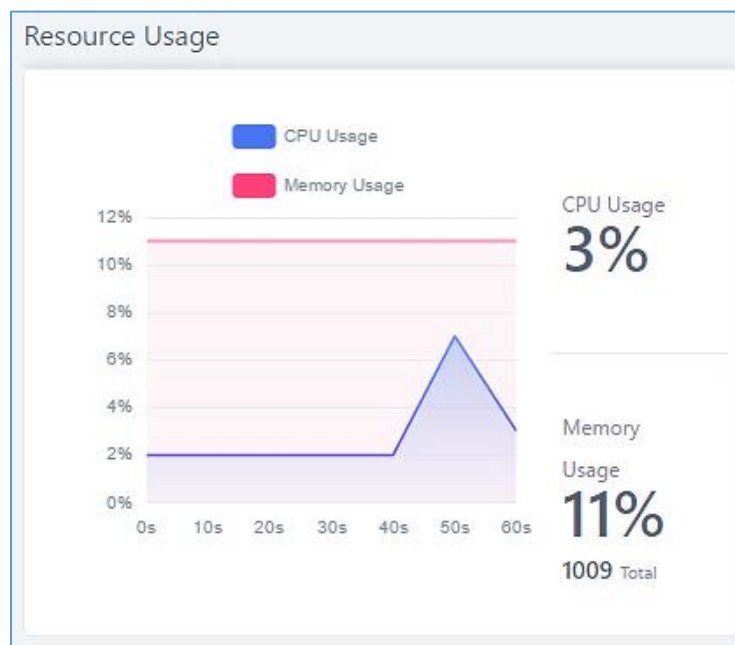 Resource Usage
CPU Usage
Memory Usage
12%
10%
8%
6%
4%
2%
0%
0s 10s 20s 30s 40s 50s 60s
CPU Usage
3%
Memory
Usage
11%
1009 Total